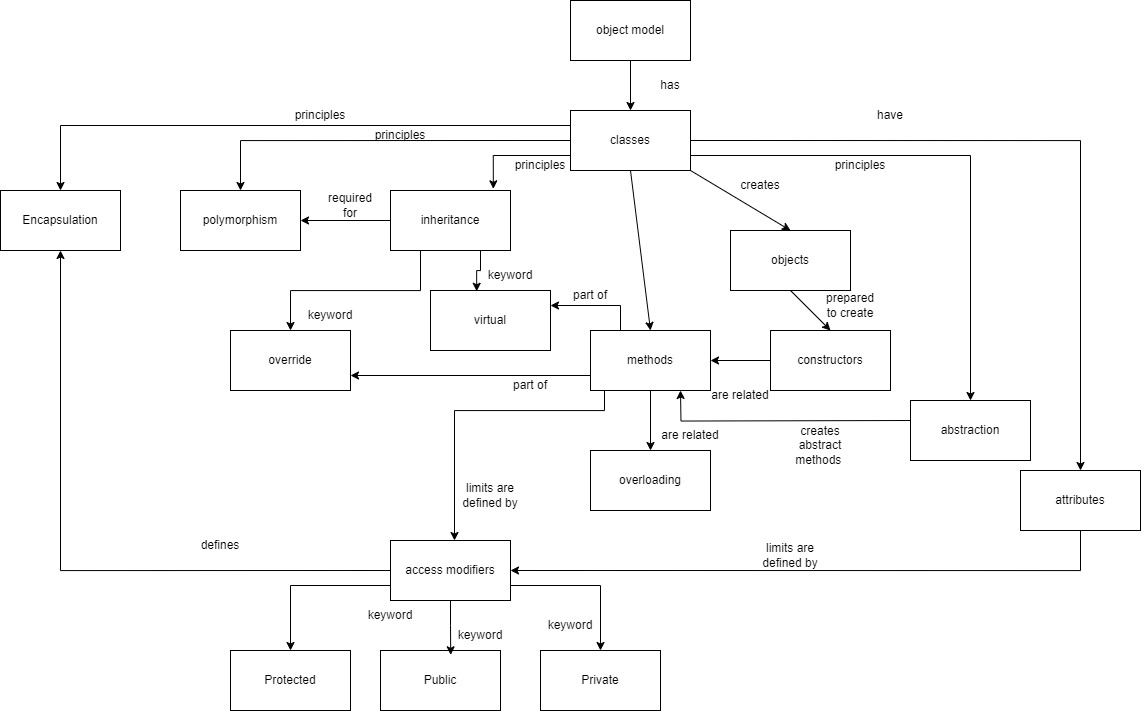 object model
has
principles
have
principles
classes
principles
principles
creates
Encapsulation
polymorphism
required
for
inheritance
objects
keyword
part of
prepared
to create
keyword
virtual
override
methods
constructors
part of
are related
abstraction
are related
creates
abstract
methods
overloading
limits are
defined by
attributes
defines
limits are
defined by
access modifiers
keyword
keyword
keyword
Protected
Public
Private